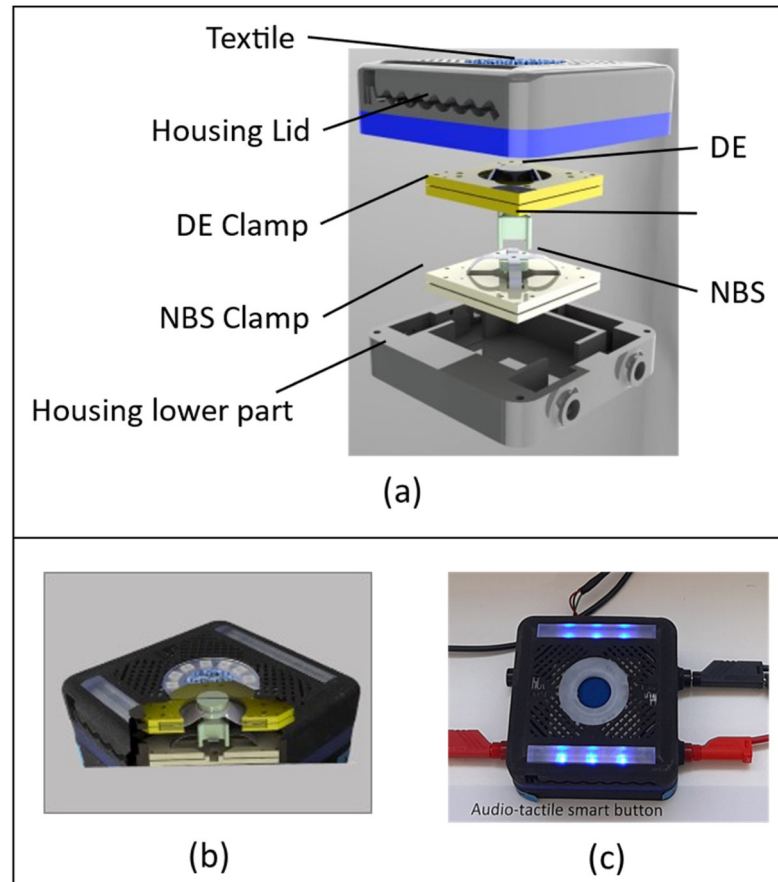 Textile
Housing Lid
DE
DE Clamp
NBS
NBS Clamp
Housing lower part
(a)
Audio-tactile smart button
(b)
(c)